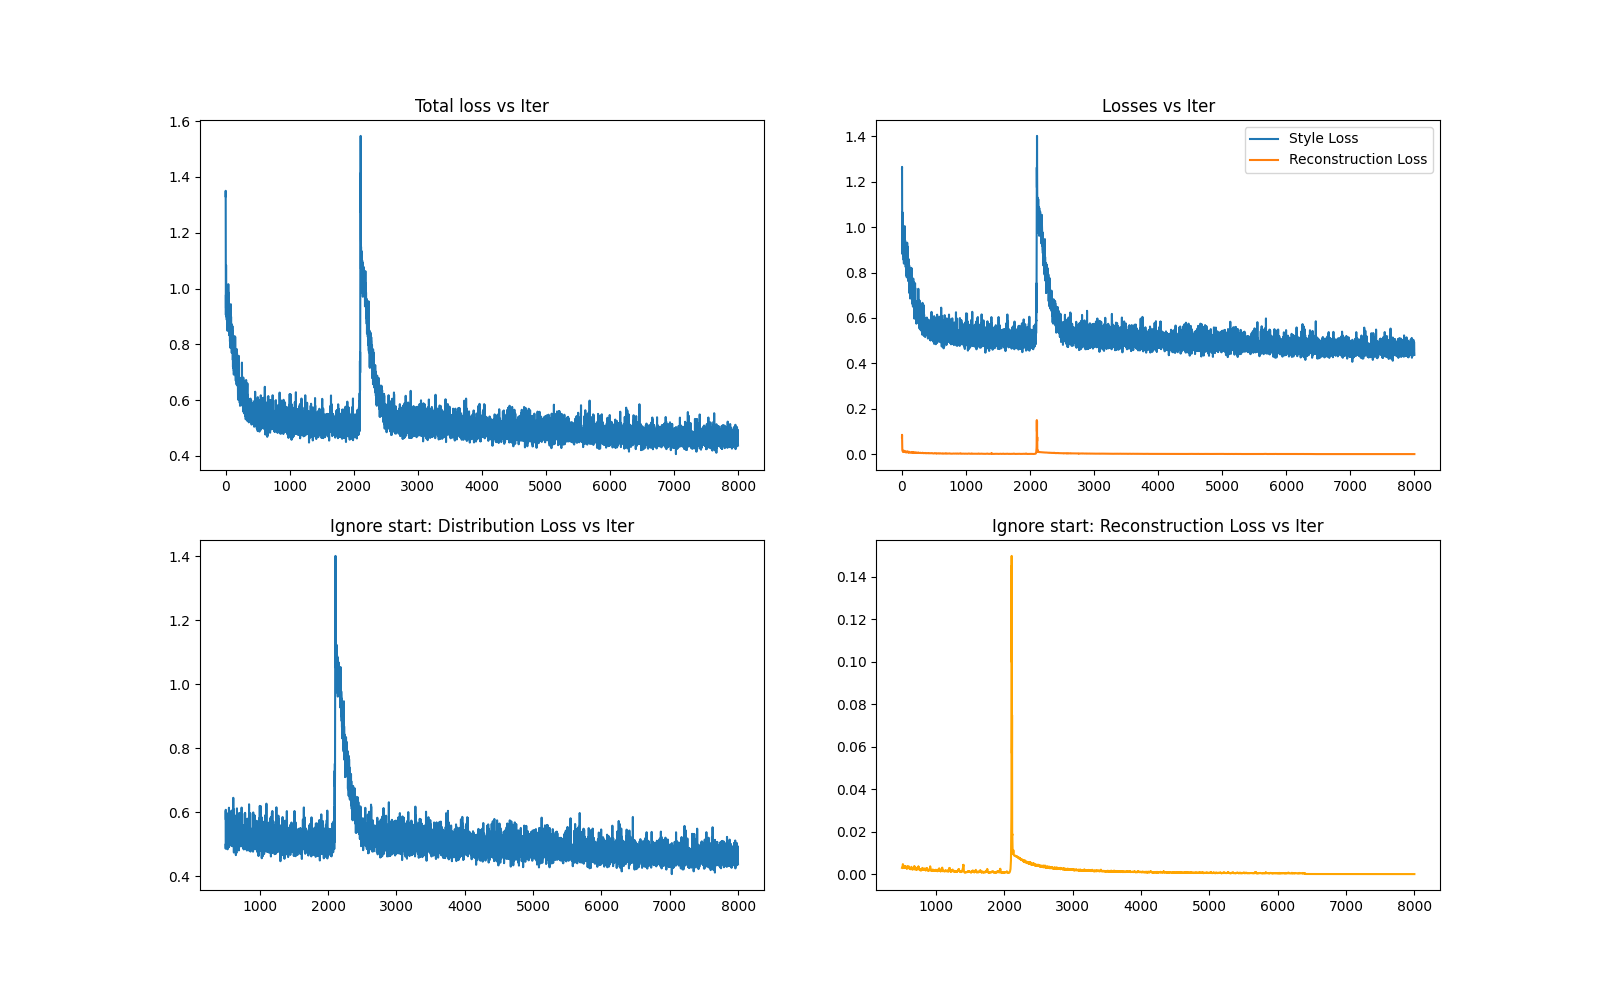 Total loss vs Iter
1.6
1.4
1.2
1.0
0.8
0.6
0.4
0 1000 2000 3000 4000 5000 6000 7000 8000
Losses vs Iter
Style Loss
Reconstruction Loss
1.4
1.2
1.0
0.8
0.6
0.4
0.2
0.0
0 1000 2000 3000 4000 5000 6000 7000 8000
Ignore start: Distribution Loss vs Iter
1.4
1.2
1.0
0.8
0.6
0.4
1000 2000 3000 4000 5000 6000 7000 8000
Ignore start: Reconstruction Loss vs Iter
0.14
0.12
0.10
0.08
0.06
0.04
0.02
0.00
1000 2000 3000 4000 5000 6000 7000 8000